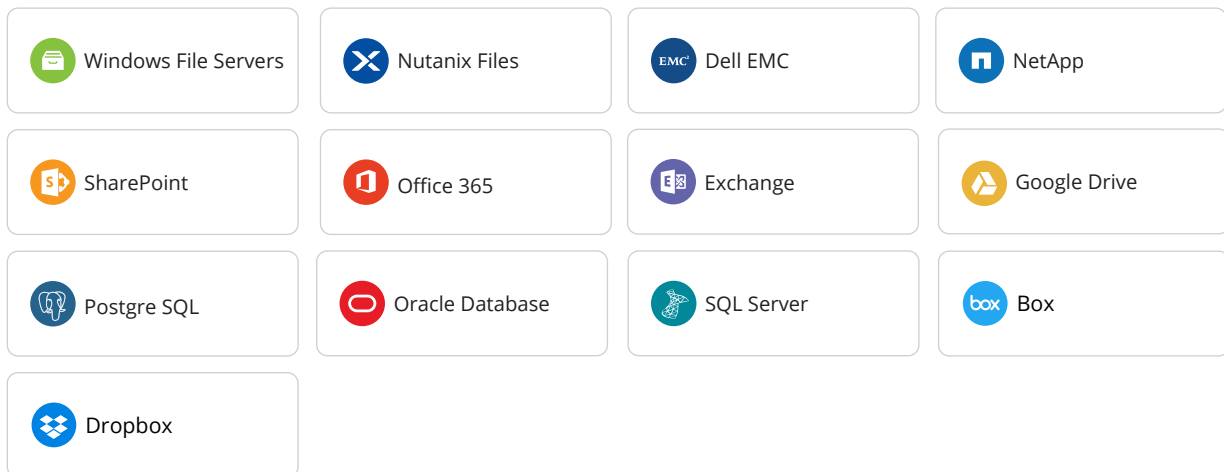 Windows File Servers
Nutanix Files
EMC²
Dell EMC
NetApp
S
SharePoint
Office 365
E
Exchange
Google Drive
Postgre SQL
Oracle Database
SQL Server
box
Box
Dropbox